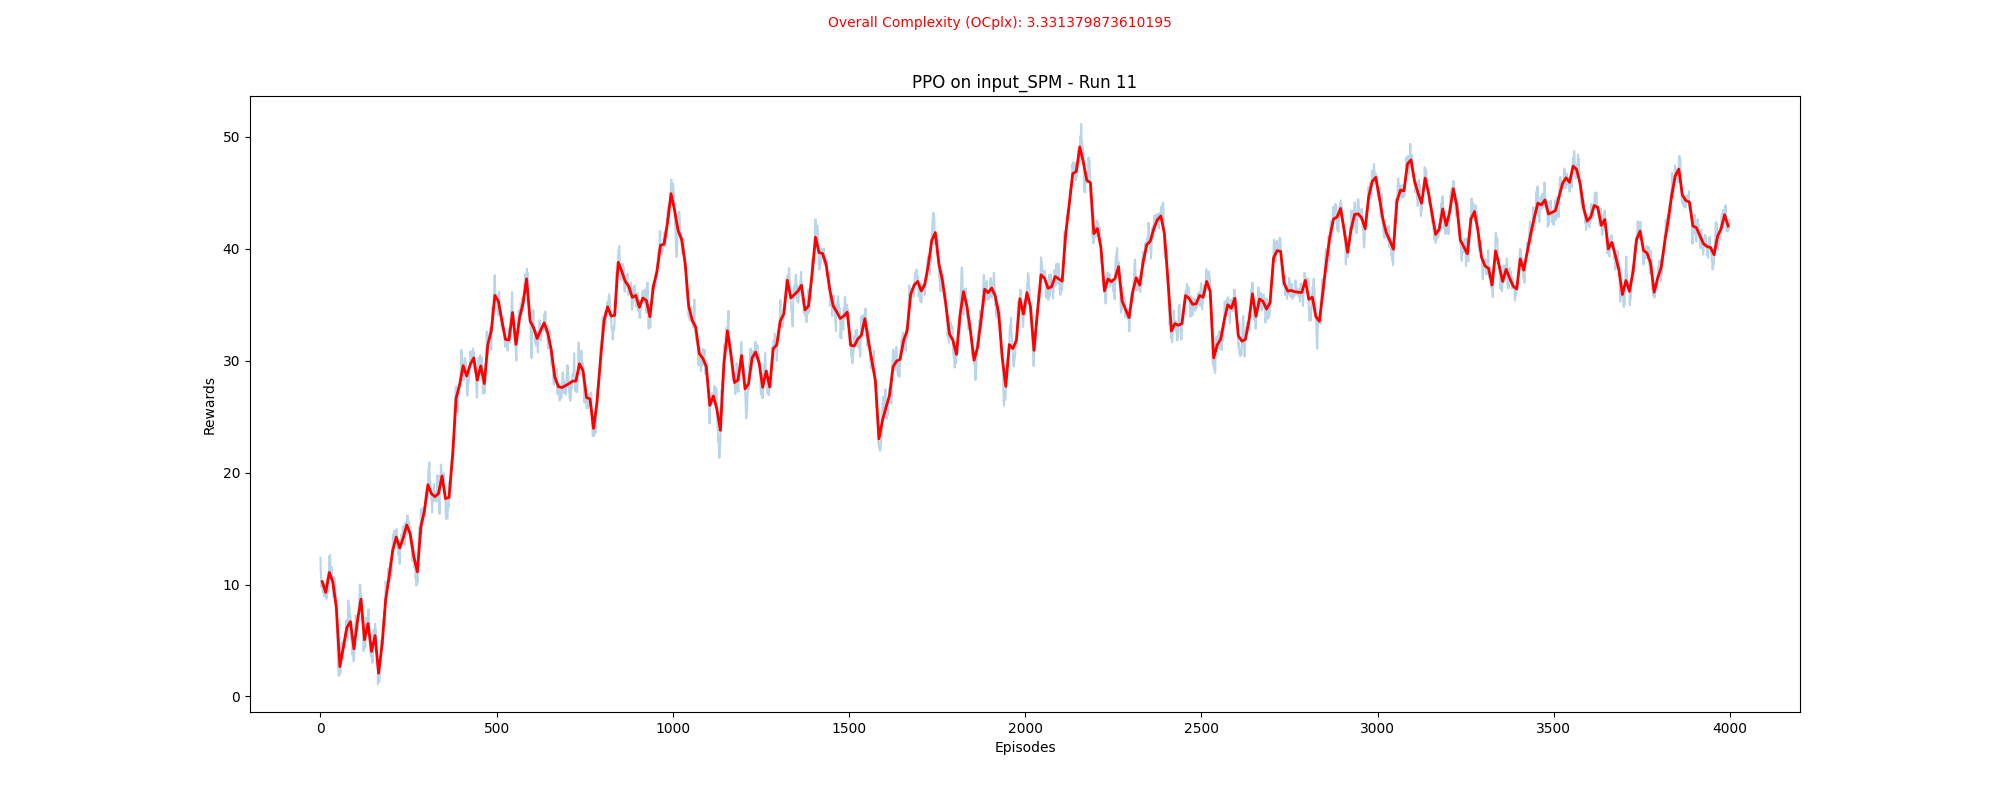 Overall Complexity (OCplx): 3.331379873610195
PPO on input_SPM - Run 11
50
40
30
20
10
0
Rewards
0 500 1000 1500 2000 2500 3000 3500 4000
Episodes